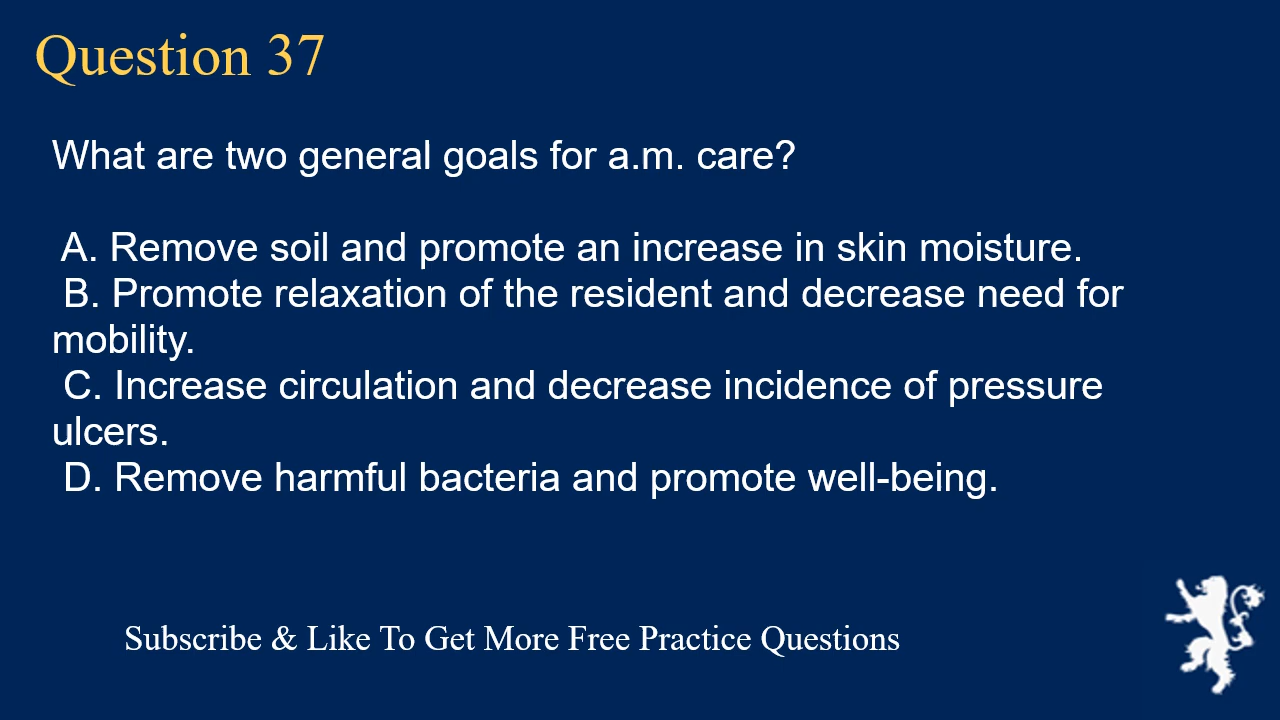 Question 37
What are two general goals for a.m. care?
A. Remove soil and promote an increase in skin moisture.
B. Promote relaxation of the resident and decrease need for
mobility.
C. Increase circulation and decrease incidence of pressure
ulcers.
D. Remove harmful bacteria and promote well-being.
Subscribe & Like To Get More Free Practice Questions